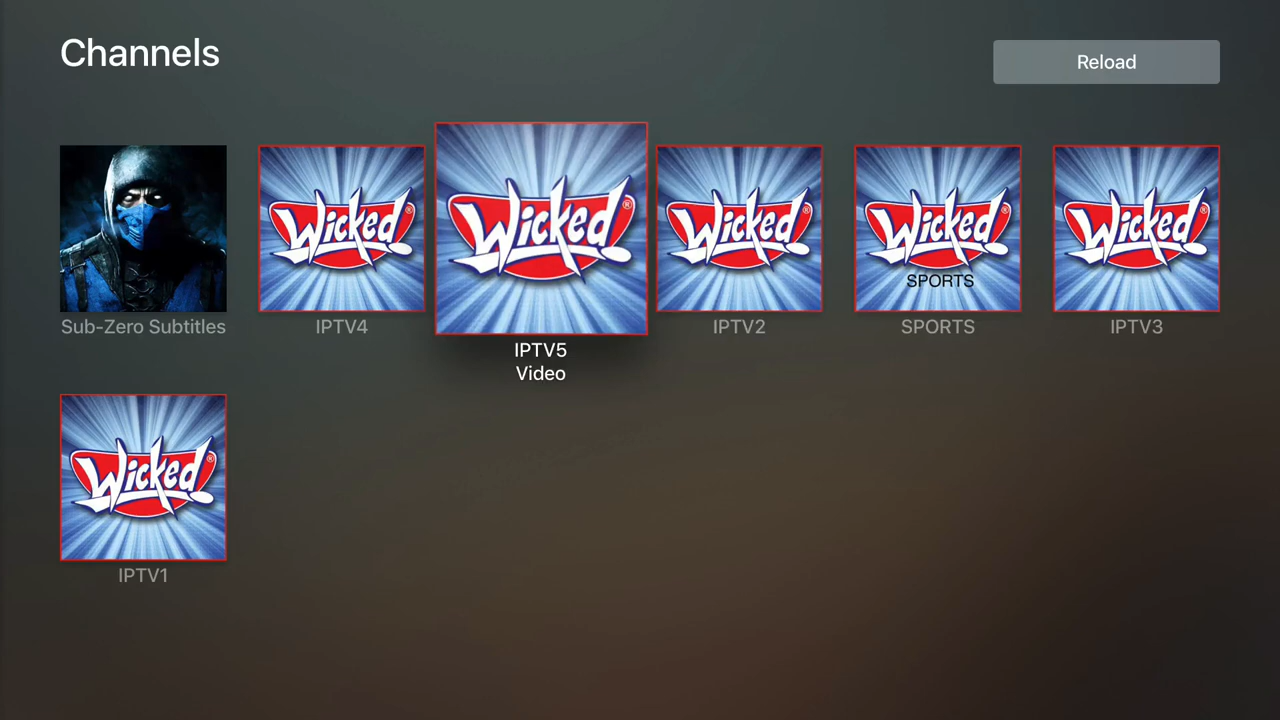 Channels
Reload
Wicked®
Wicked®
Wicked®
Wicked®
SPORTS
Wicked®
Sub-Zero Subtitles
IPTV4
IPTV5
Video
IPTV2
SPORTS
IPTV3
Wicked®
IPTV1